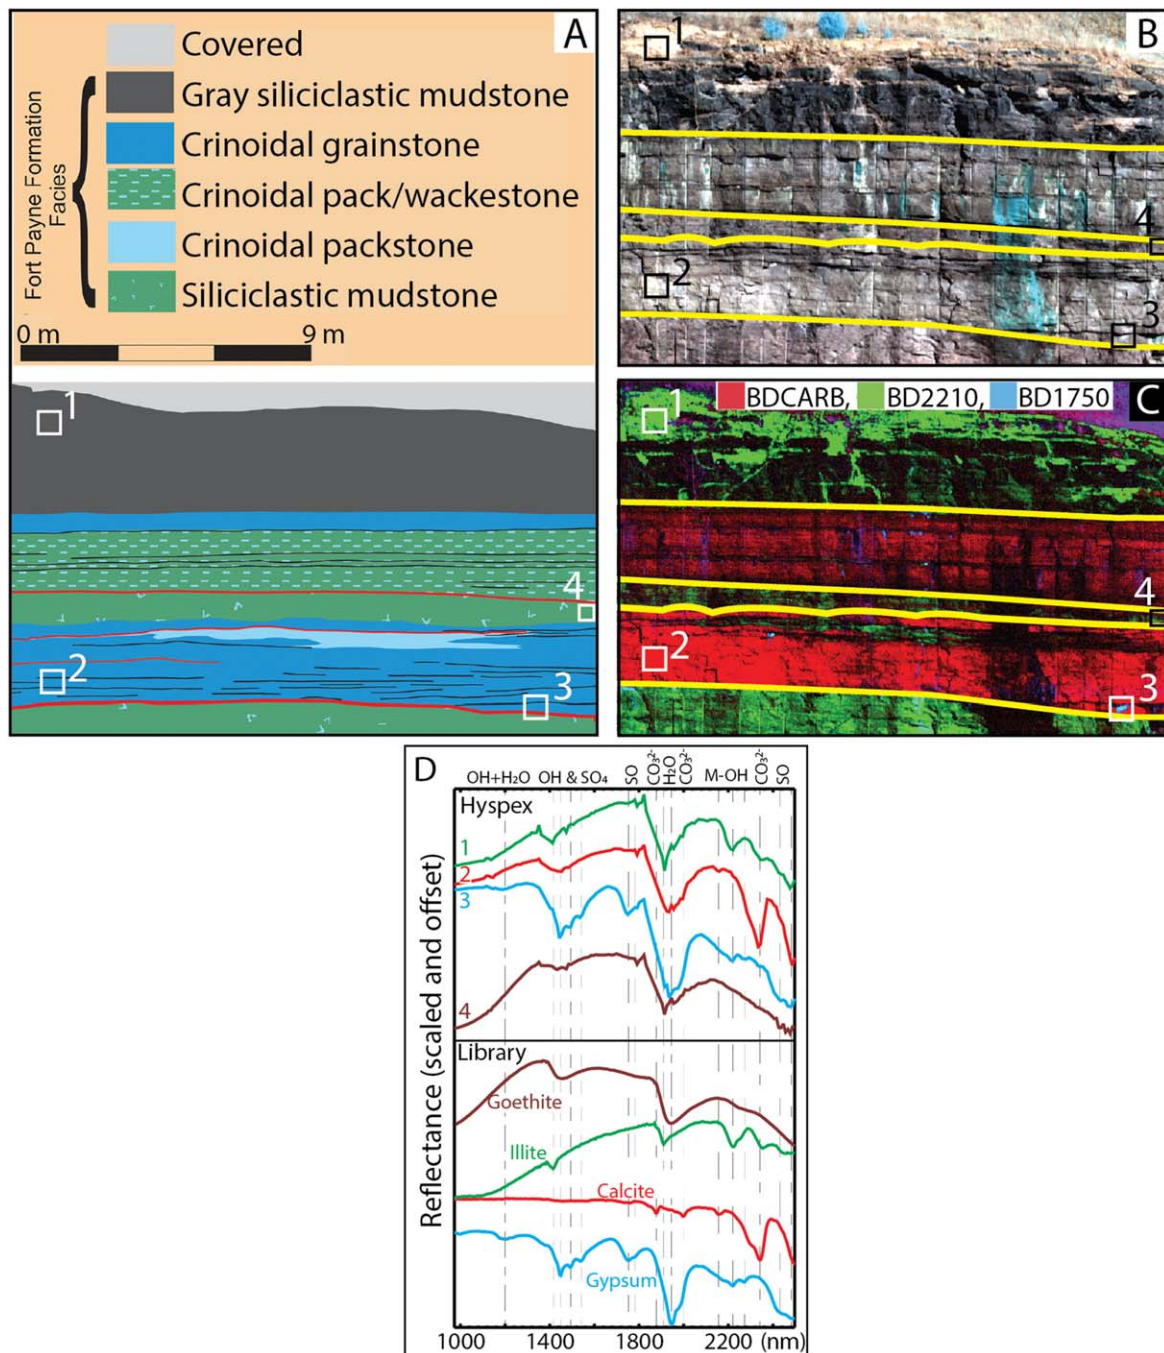 A
Covered
Gray siliciclastic mudstone
Crinoidal grainstone
Crinoidal pack/wackestone
Crinoidal packstone
Siliciclastic mudstone
Fort Payne Formation
Facies
0 m 9 m
1
4
2
3
B
1
4
2
3
BDCARB, BD2210, BD1750 C
1
4
2
3
D
OH+H₂O OH & SO₄ SO CO₃²⁻ H₂O CO₃²⁻ M-OH CO₃²⁻ SO
Hyspex
1
2
3
4
Library
Goethite
Illite
Calcite
Gypsum
Reflectance (scaled and offset)
1000 1400 1800 2200 (nm)